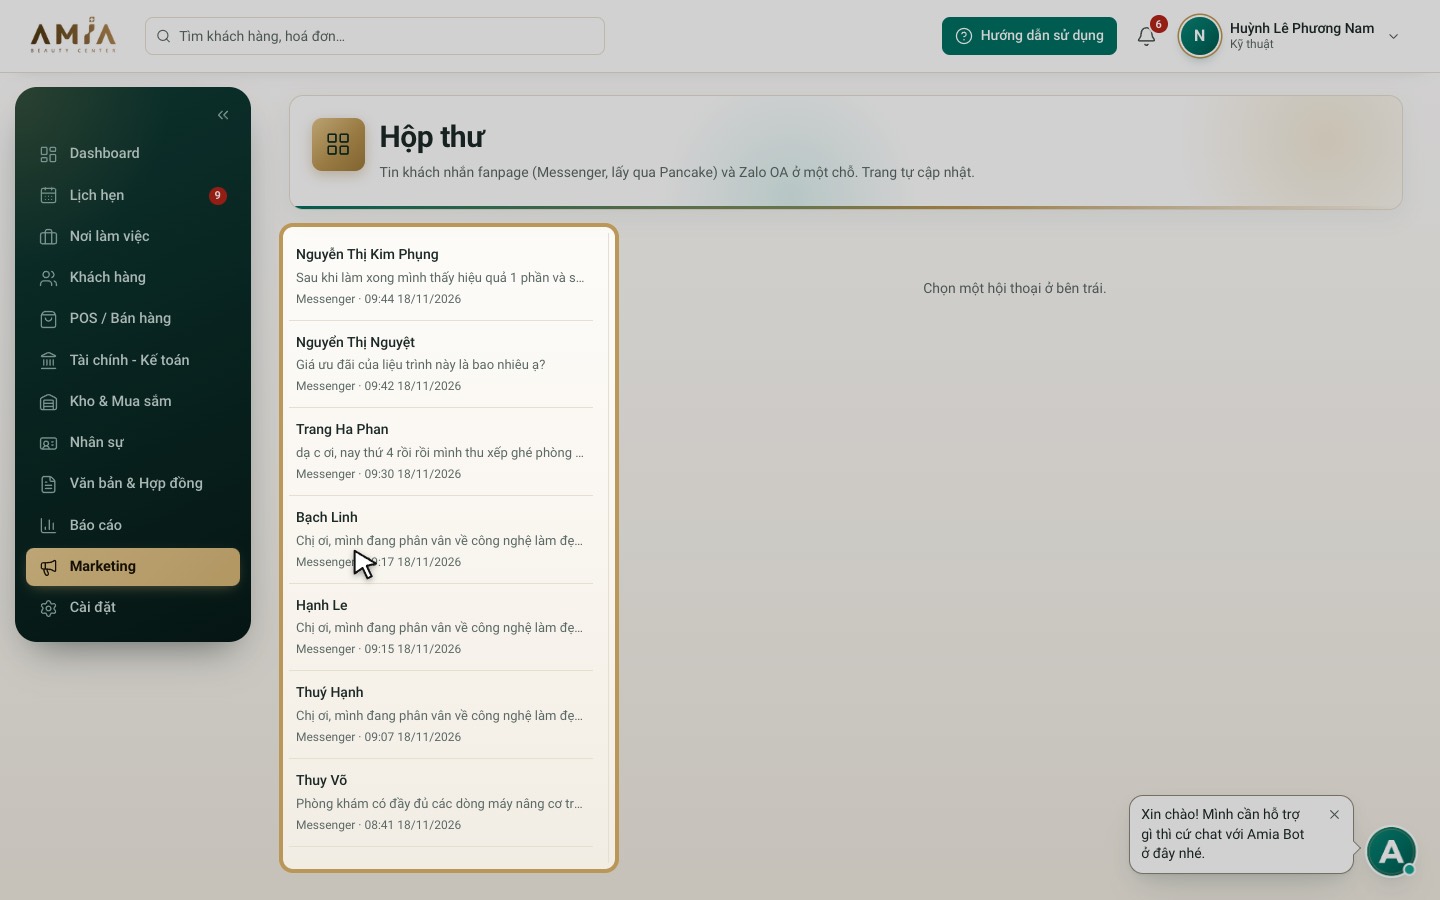 AMIA
BEAUTY CENTER
Tìm khách hàng, hoá đơn...
Hướng dẫn sử dụng
6
N
Huỳnh Lê Phương Nam
Kỹ thuật
Dashboard
Lịch hẹn
9
Nơi làm việc
Khách hàng
POS / Bán hàng
Tài chính - Kế toán
Kho & Mua sắm
Nhân sự
Văn bản & Hợp đồng
Báo cáo
Marketing
Cài đặt
Hộp thư
Tin khách nhắn fanpage (Messenger, lấy qua Pancake) và Zalo OA ở một chỗ. Trang tự cập nhật.
Nguyễn Thị Kim Phụng
Sau khi làm xong mình thấy hiệu quả 1 phần và s...
Messenger · 09:44 18/11/2026
Nguyển Thị Nguyệt
Giá ưu đãi của liệu trình này là bao nhiêu ạ?
Messenger · 09:42 18/11/2026
Trang Ha Phan
dạ c ơi, nay thứ 4 rồi rồi mình thu xếp ghé phòng ...
Messenger · 09:30 18/11/2026
Bạch Linh
Chị ơi, mình đang phân vân về công nghệ làm đẹ...
Messenger :17 18/11/2026
Hạnh Le
Chị ơi, mình đang phân vân về công nghệ làm đẹ...
Messenger · 09:15 18/11/2026
Thuý Hạnh
Chị ơi, mình đang phân vân về công nghệ làm đẹ...
Messenger · 09:07 18/11/2026
Thuy Võ
Phòng khám có đầy đủ các dòng máy nâng cơ tr...
Messenger · 08:41 18/11/2026
Chọn một hội thoại ở bên trái.
Xin chào! Mình cần hỗ trợ
gì thì cứ chat với Amia Bot
ở đây nhé.
A